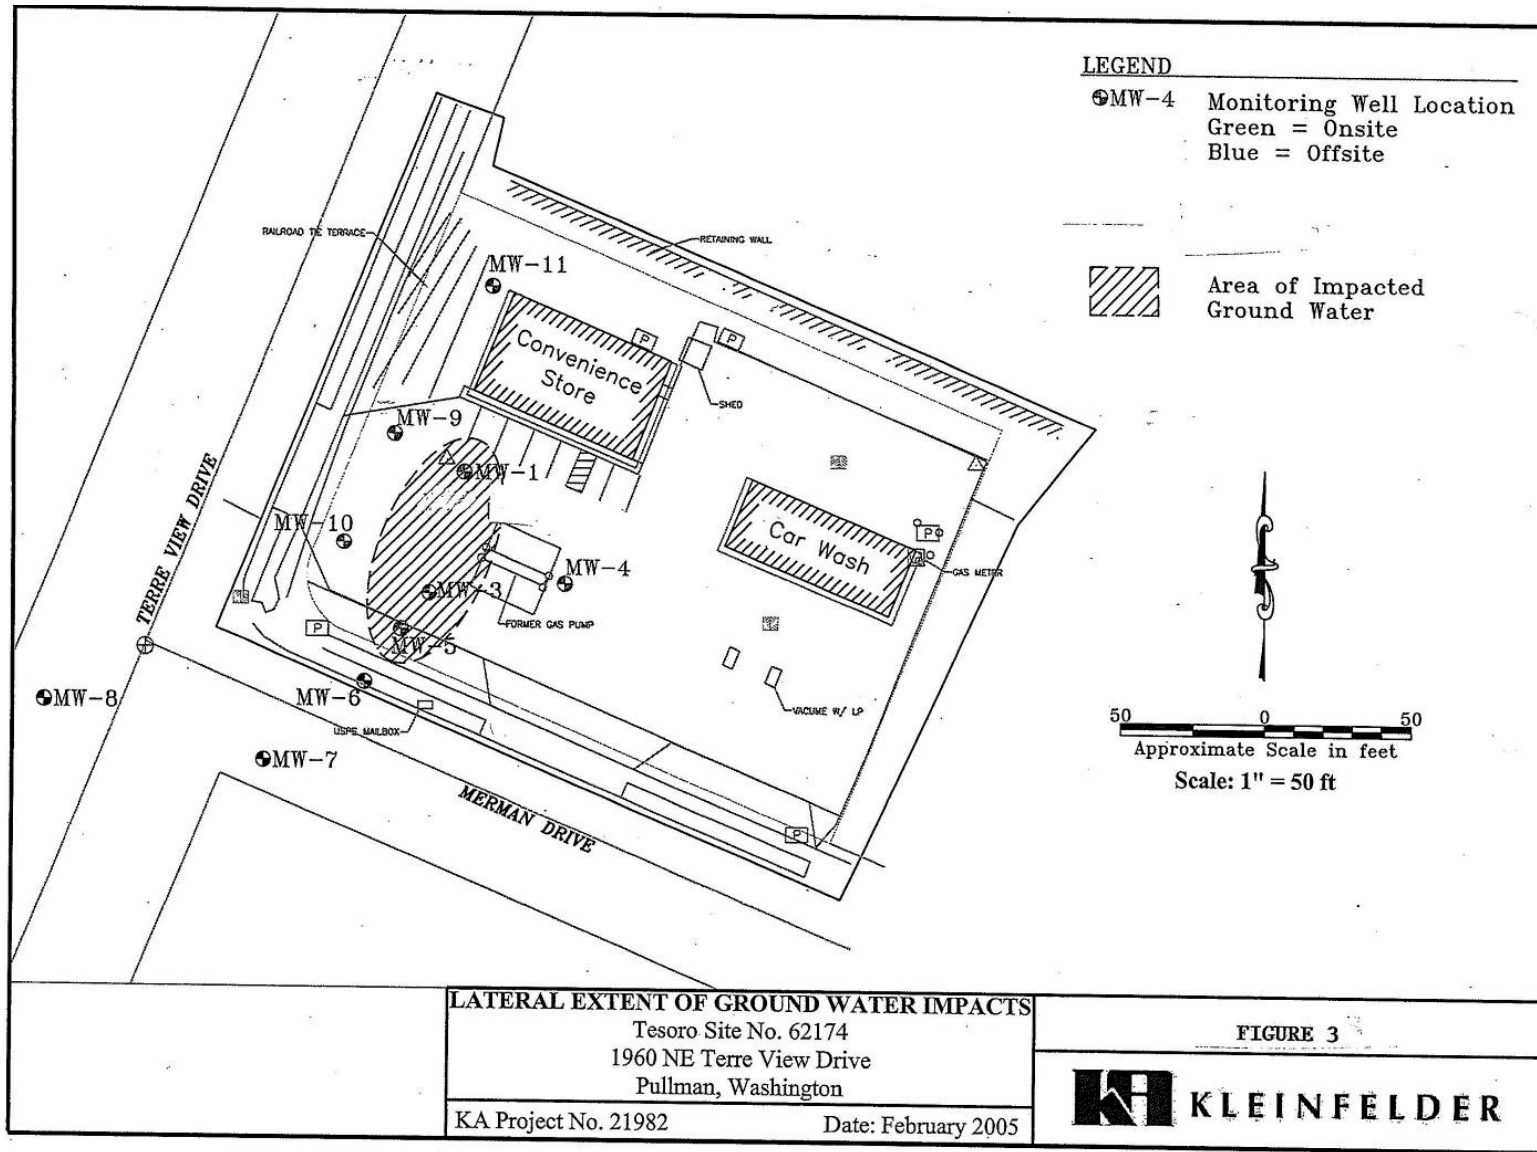 LEGEND
MW-4 Monitoring Well Location
Green = Onsite
Blue = Offsite
Area of Impacted
Ground Water
RAILROAD TIE TERRACE
RETAINING WALL
MW-11
Convenience
Store
P
P
SHED
MW-9
MW-1
TERRE VIEW DRIVE
MW-10
Car Wash
P
GAS METER
MW-4
MW-3
FORMER GAS PUMP
P
MW-5
MW-6
MW-8
USPS MAILBOX
VACUME W/ LP
MW-7
MERMAN DRIVE
P
50 0 50
Approximate Scale in feet
Scale: 1" = 50 ft
LATERAL EXTENT OF GROUND WATER IMPACTS
Tesoro Site No. 62174
1960 NE Terre View Drive
Pullman, Washington
KA Project No. 21982 Date: February 2005
FIGURE 3
KA KLEINFELDER